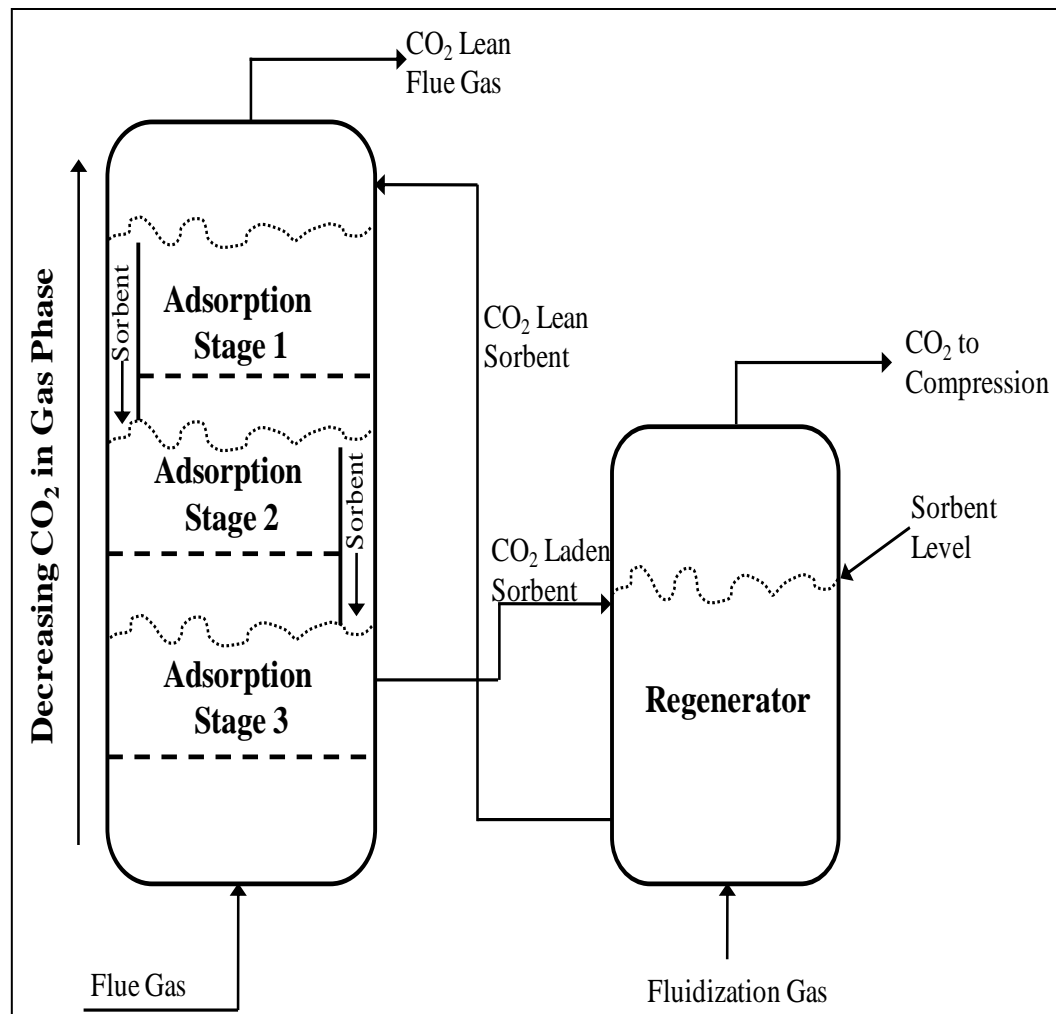 CO₂ Lean
Flue Gas
Decreasing CO₂ in Gas Phase
Sorbent
Adsorption
Stage 1
CO₂ Lean
Sorbent
CO₂ to
Compression
Adsorption
Stage 2
Sorbent
Sorbent
Level
CO₂ Laden
Sorbent
Adsorption
Stage 3
Regenerator
Flue Gas
Fluidization Gas